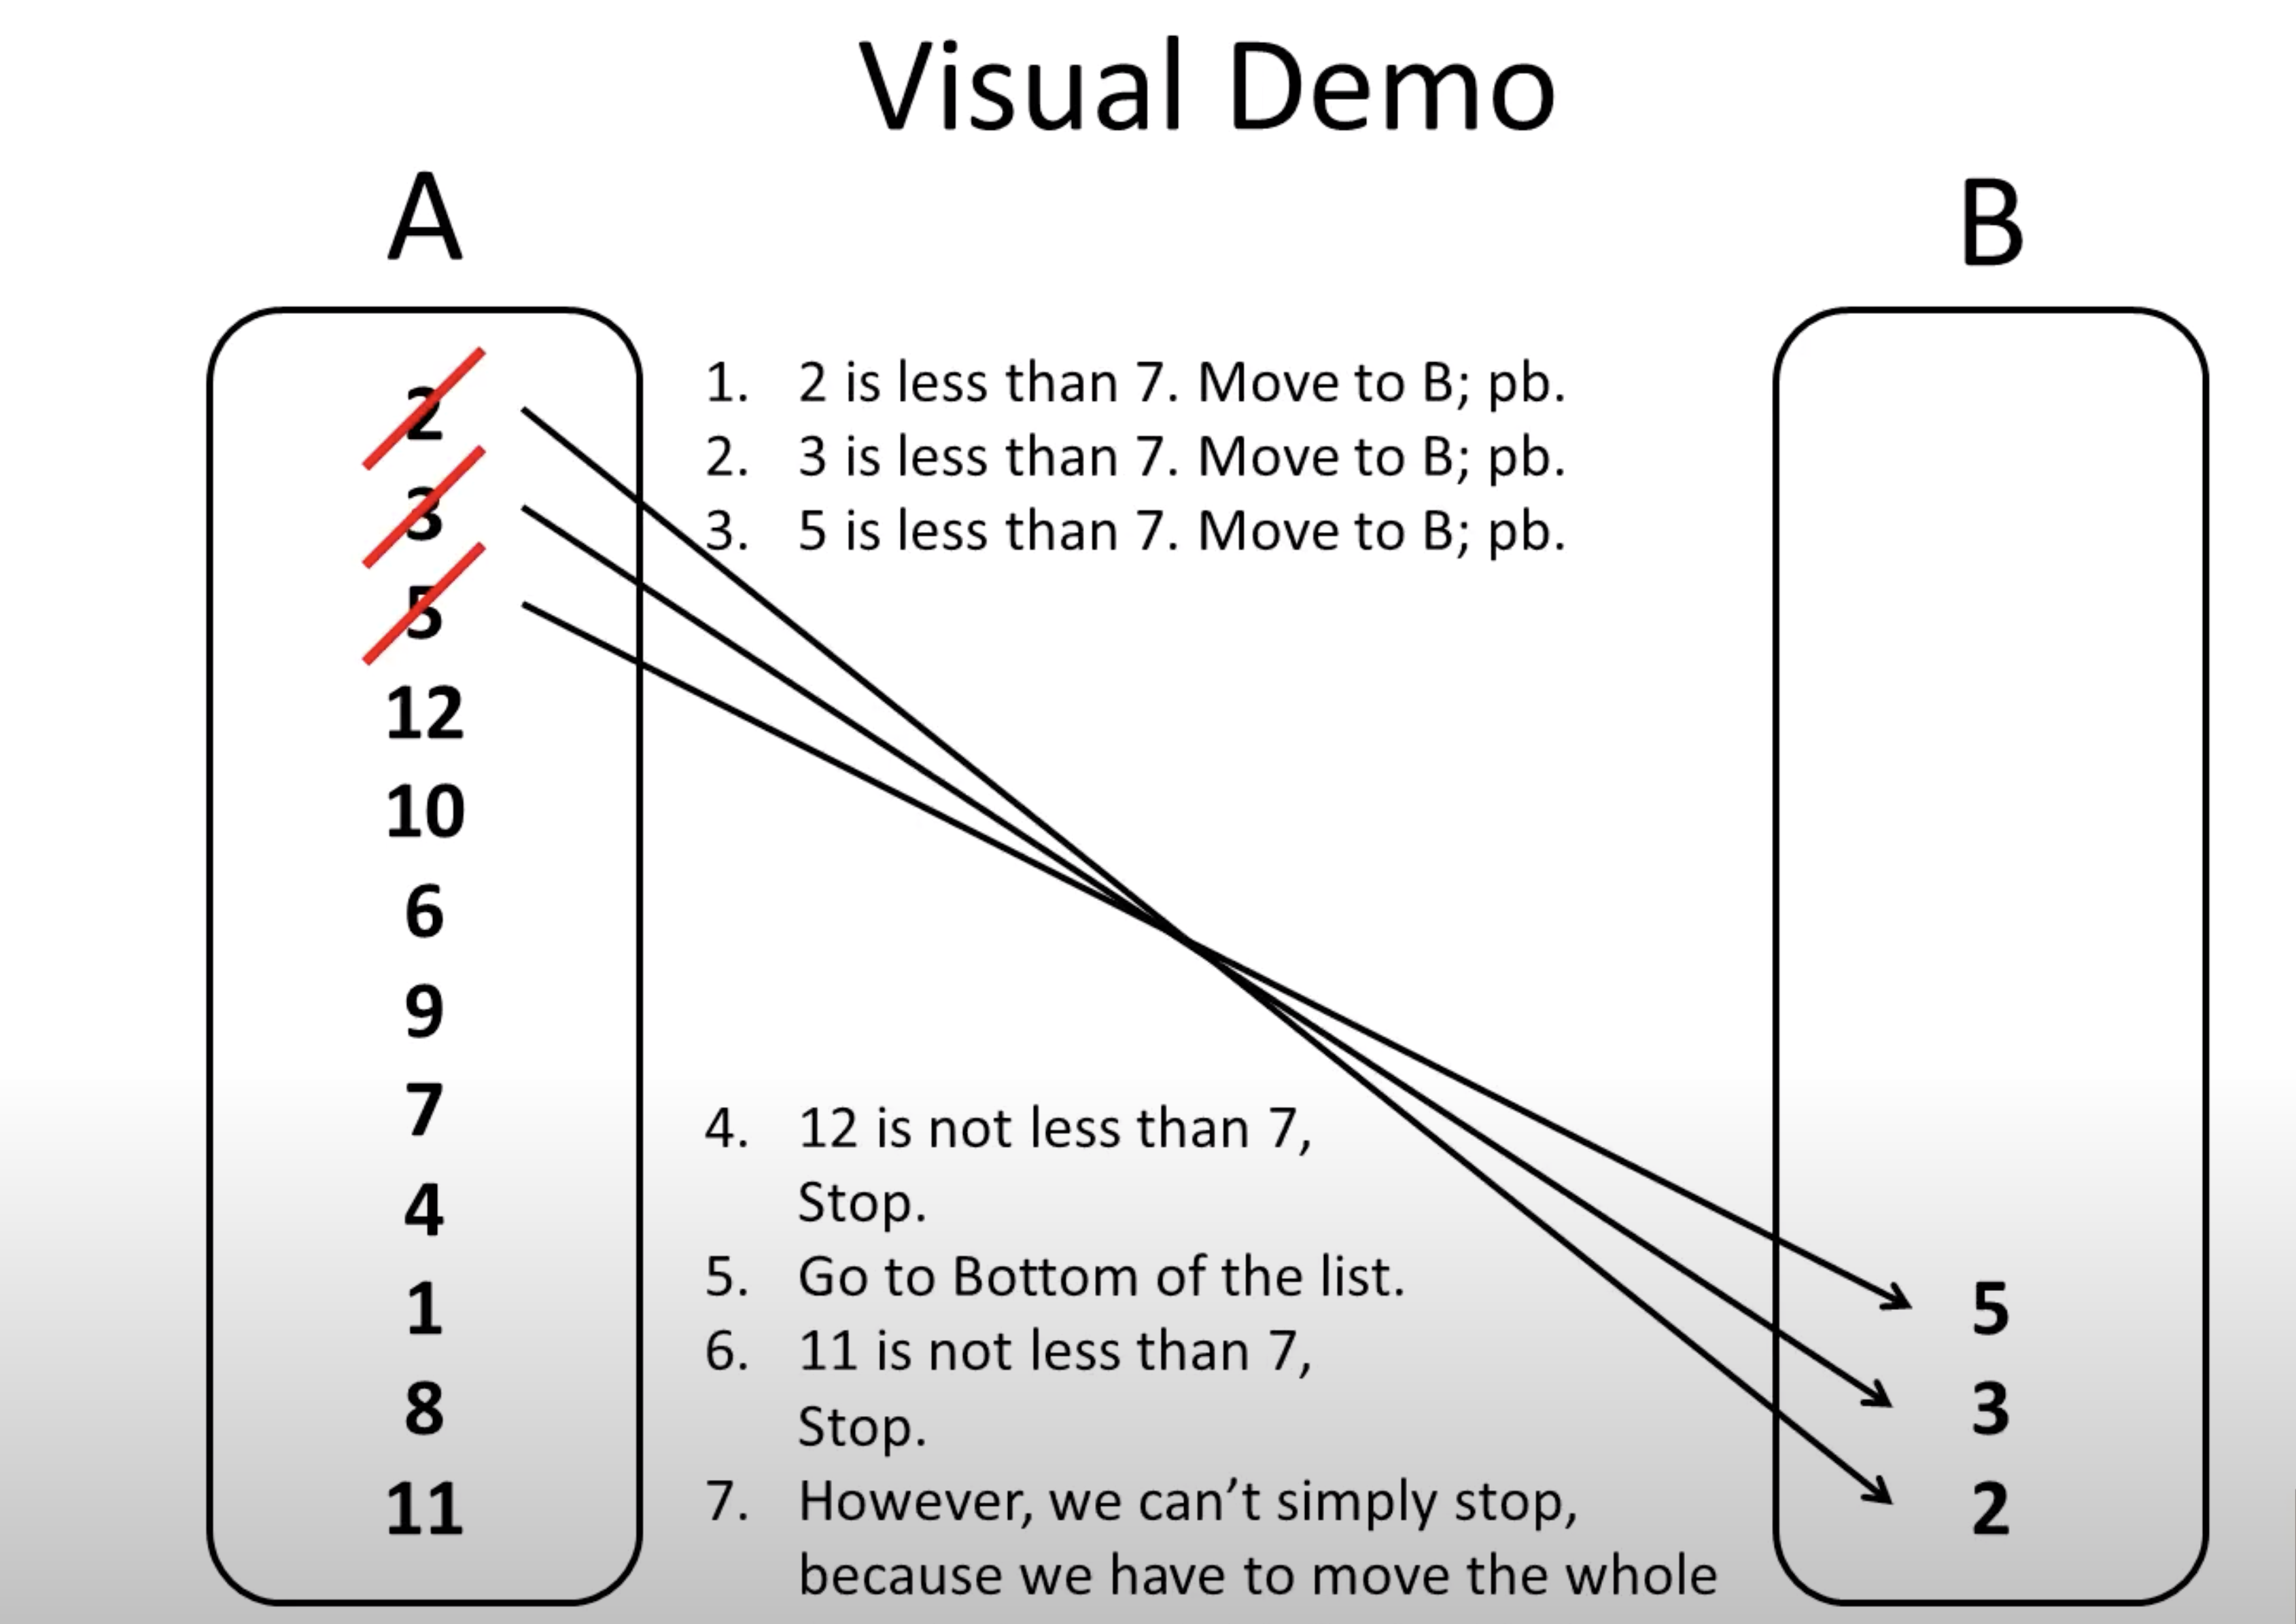 Visual Demo
A
B
2
3
5
12
10
6
9
7
4
1
8
11
1. 2 is less than 7. Move to B; pb.
2. 3 is less than 7. Move to B; pb.
3. 5 is less than 7. Move to B; pb.
4. 12 is not less than 7,
Stop.
5. Go to Bottom of the list.
6. 11 is not less than 7,
Stop.
7. However, we can’t simply stop,
because we have to move the whole
5
3
2